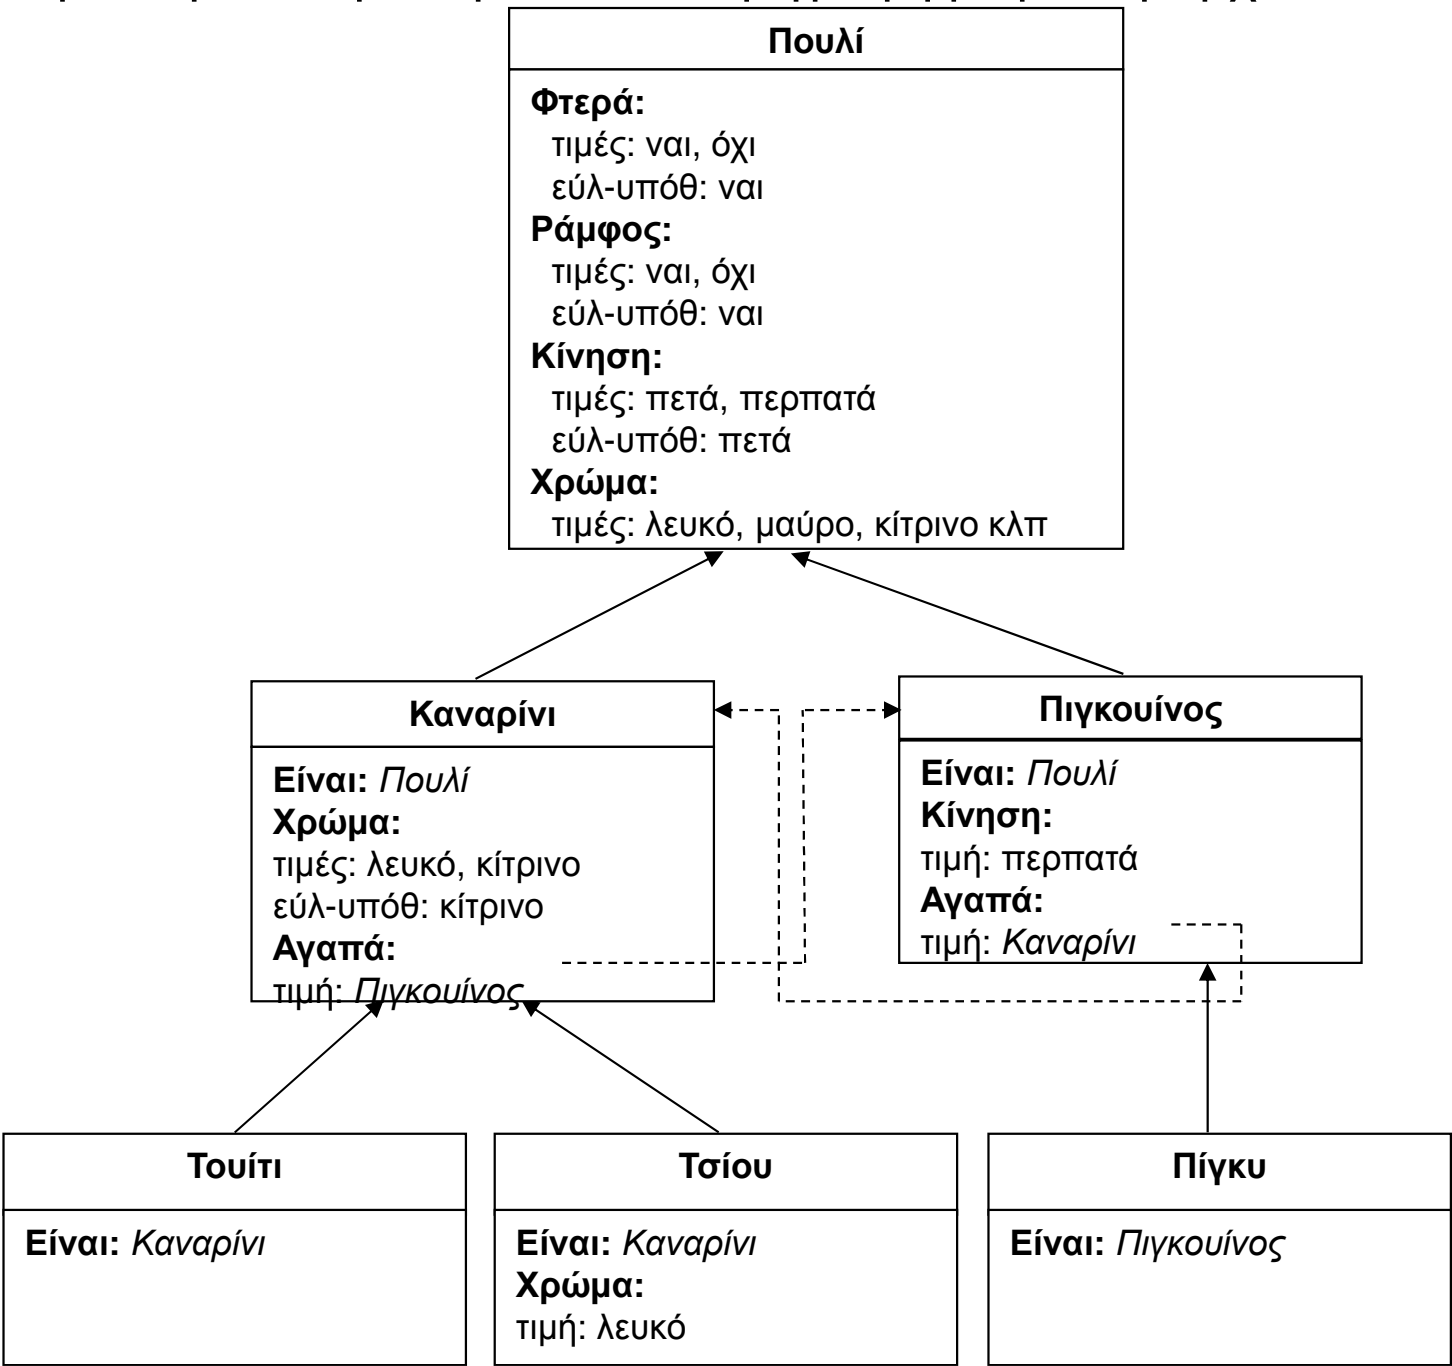 Πουλί
Φτερά:
τιμές: ναι, όχι
εύλ-υπόθ: ναι
Ράμφος:
τιμές: ναι, όχι
εύλ-υπόθ: ναι
Κίνηση:
τιμές: πετά, περπατά
εύλ-υπόθ: πετά
Χρώμα:
τιμές: λευκό, μαύρο, κίτρινο κλπ
Καναρίνι
Είναι: Πουλί
Χρώμα:
τιμές: λευκό, κίτρινο
εύλ-υπόθ: κίτρινο
Αγαπά:
τιμή: Πιγκουίνος
Πιγκουίνος
Είναι: Πουλί
Κίνηση:
τιμή: περπατά
Αγαπά:
τιμή: Καναρίνι
Τουίτι
Είναι: Καναρίνι
Τσίου
Είναι: Καναρίνι
Χρώμα:
τιμή: λευκό
Πίγκυ
Είναι: Πιγκουίνος